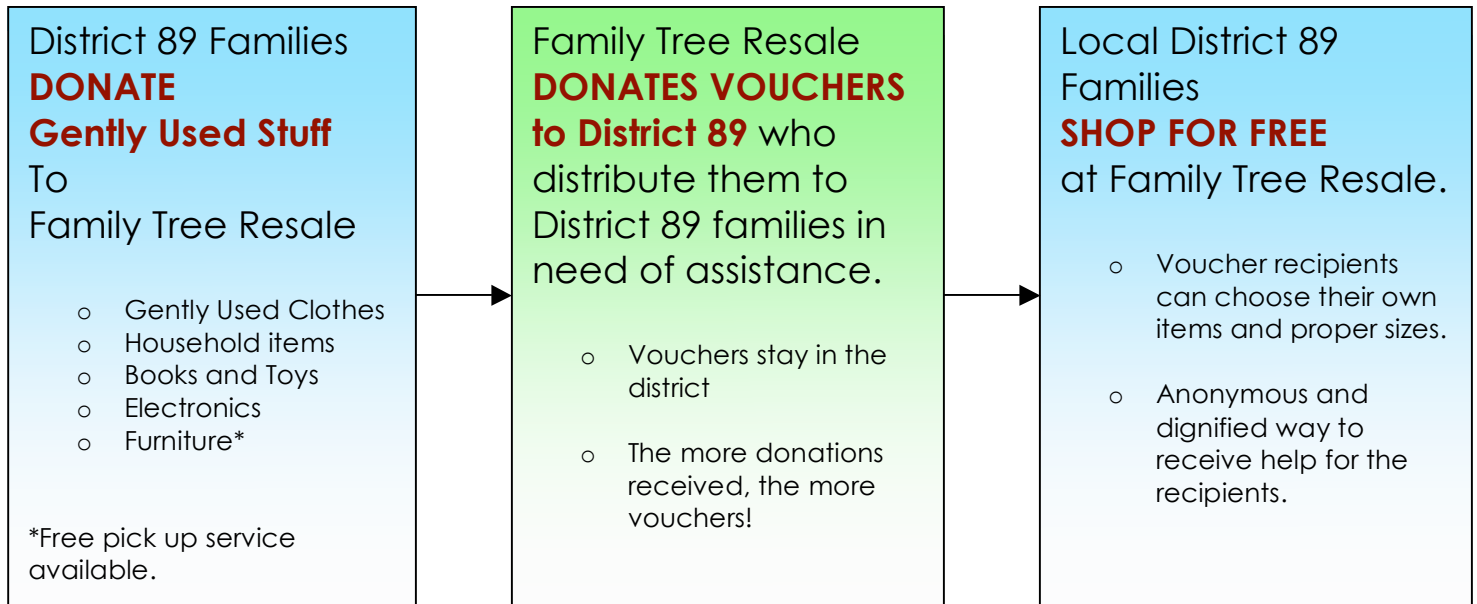 District 89 Families
DONATE
Gently Used Stuff
To
Family Tree Resale
o Gently Used Clothes
o Household items
o Books and Toys
o Electronics
o Furniture*
*Free pick up service
available.
Family Tree Resale
DONATES VOUCHERS
to District 89 who
distribute them to
District 89 families in
need of assistance.
o Vouchers stay in the
district
o The more donations
received, the more
vouchers!
Local District 89
Families
SHOP FOR FREE
at Family Tree Resale.
o Voucher recipients
can choose their own
items and proper sizes.
o Anonymous and
dignified way to
receive help for the
recipients.